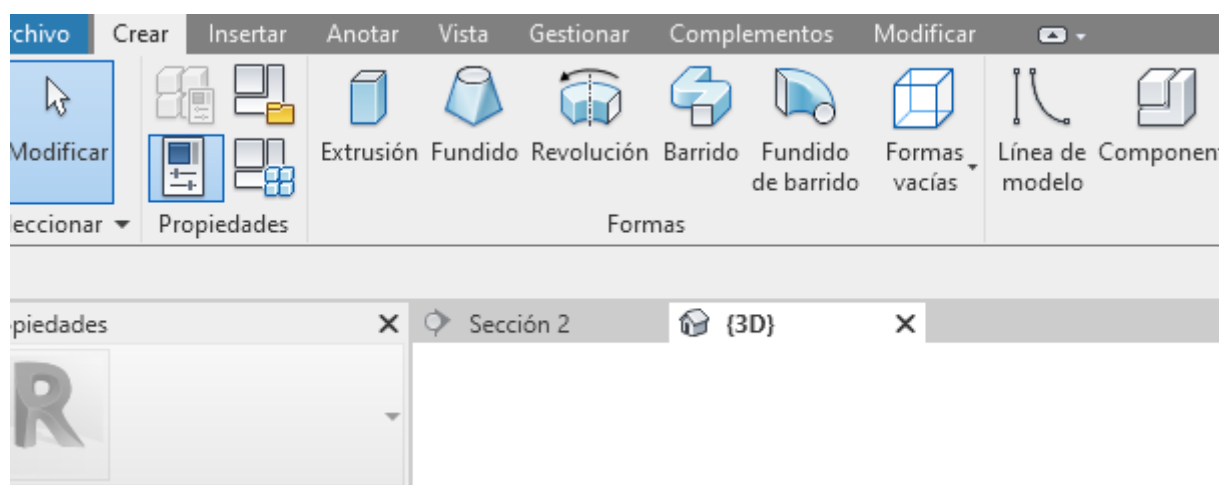 rchivo Crear Insertar Anotar Vista Gestionar Complementos Modificar
Modificar Extrusión Fundido Revolución Barrido Fundido de barrido Formas vacías Línea de modelo Component
leccionar Propiedades Formas
piedades Sección 2 {3D}
R